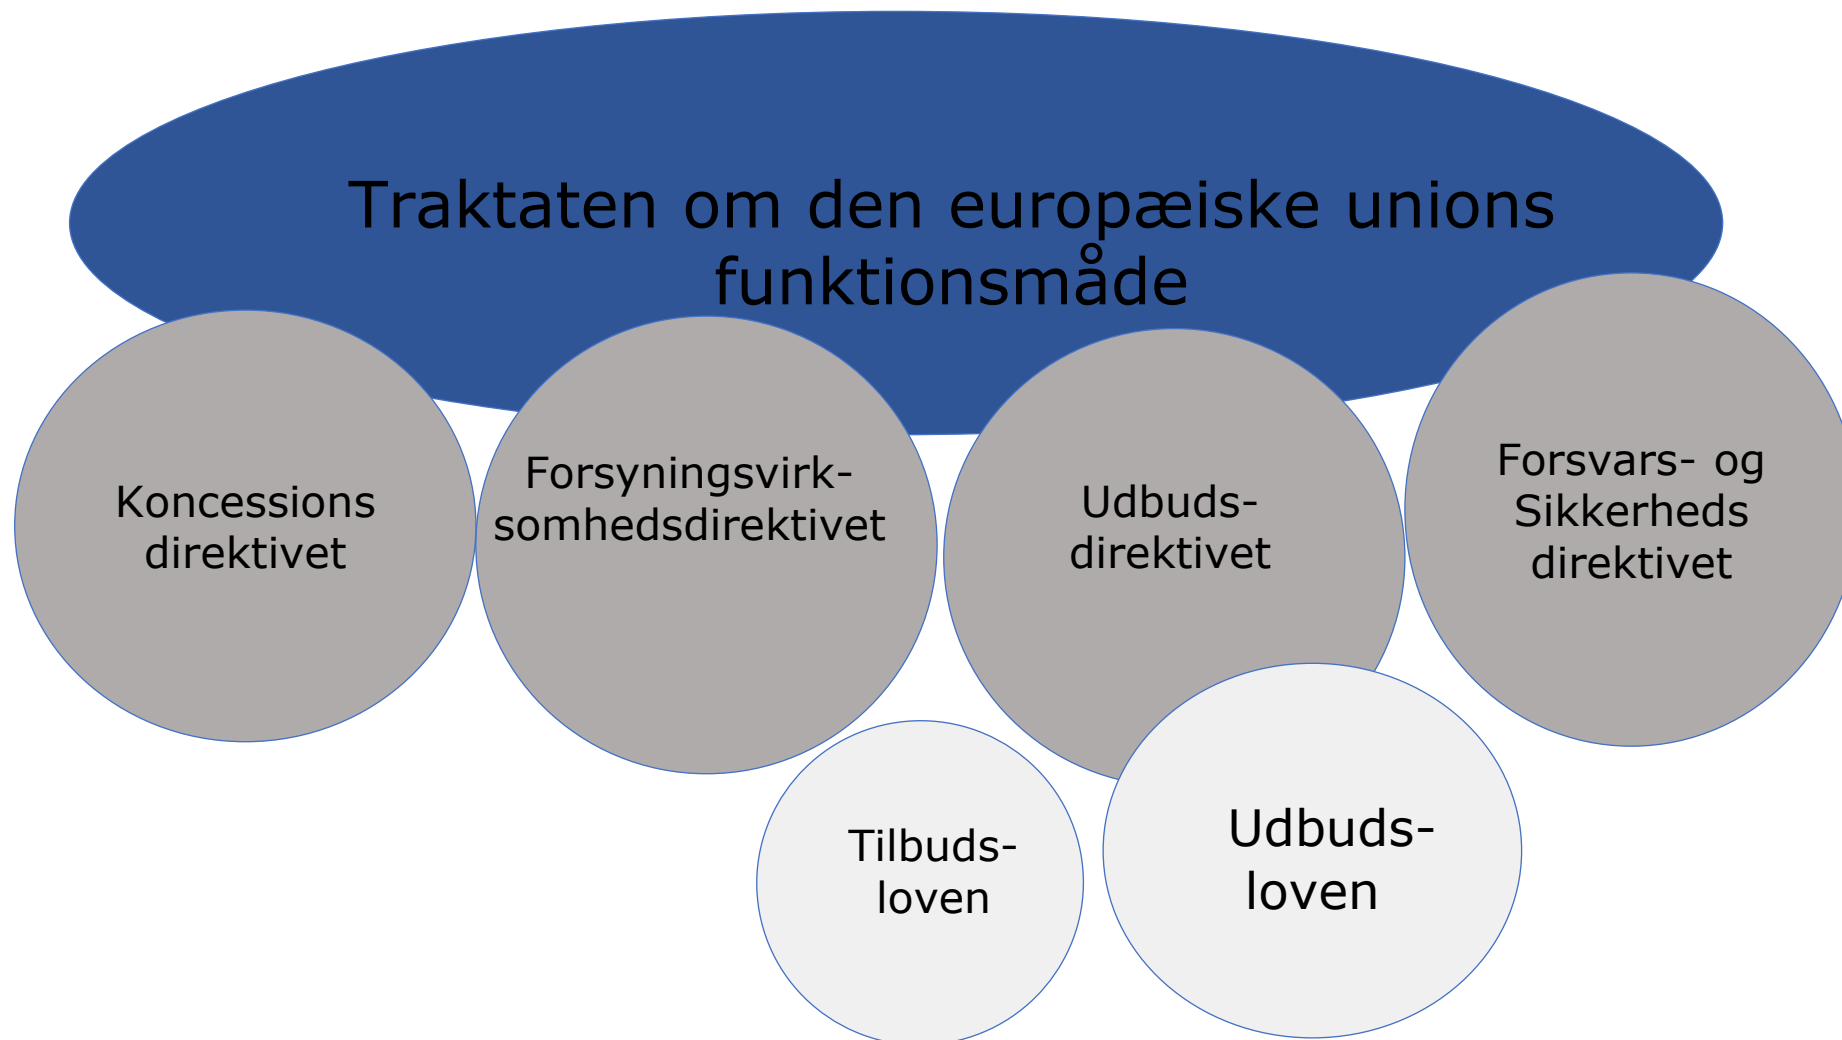 Traktaten om den europæiske unions
funktionsmåde
Koncessions
direktivet
Forsyningsvirk-
somhedsdirektivet
Udbuds-
direktivet
Forsvars- og
Sikkerheds
direktivet
Tilbuds-
loven
Udbuds-
loven